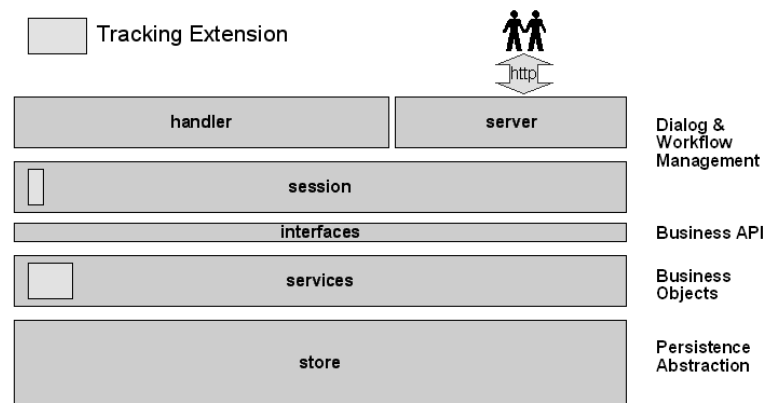 Tracking Extension
http
handler
server
Dialog &
Workflow
Management
session
interfaces
Business API
services
Business
Objects
store
Persistence
Abstraction